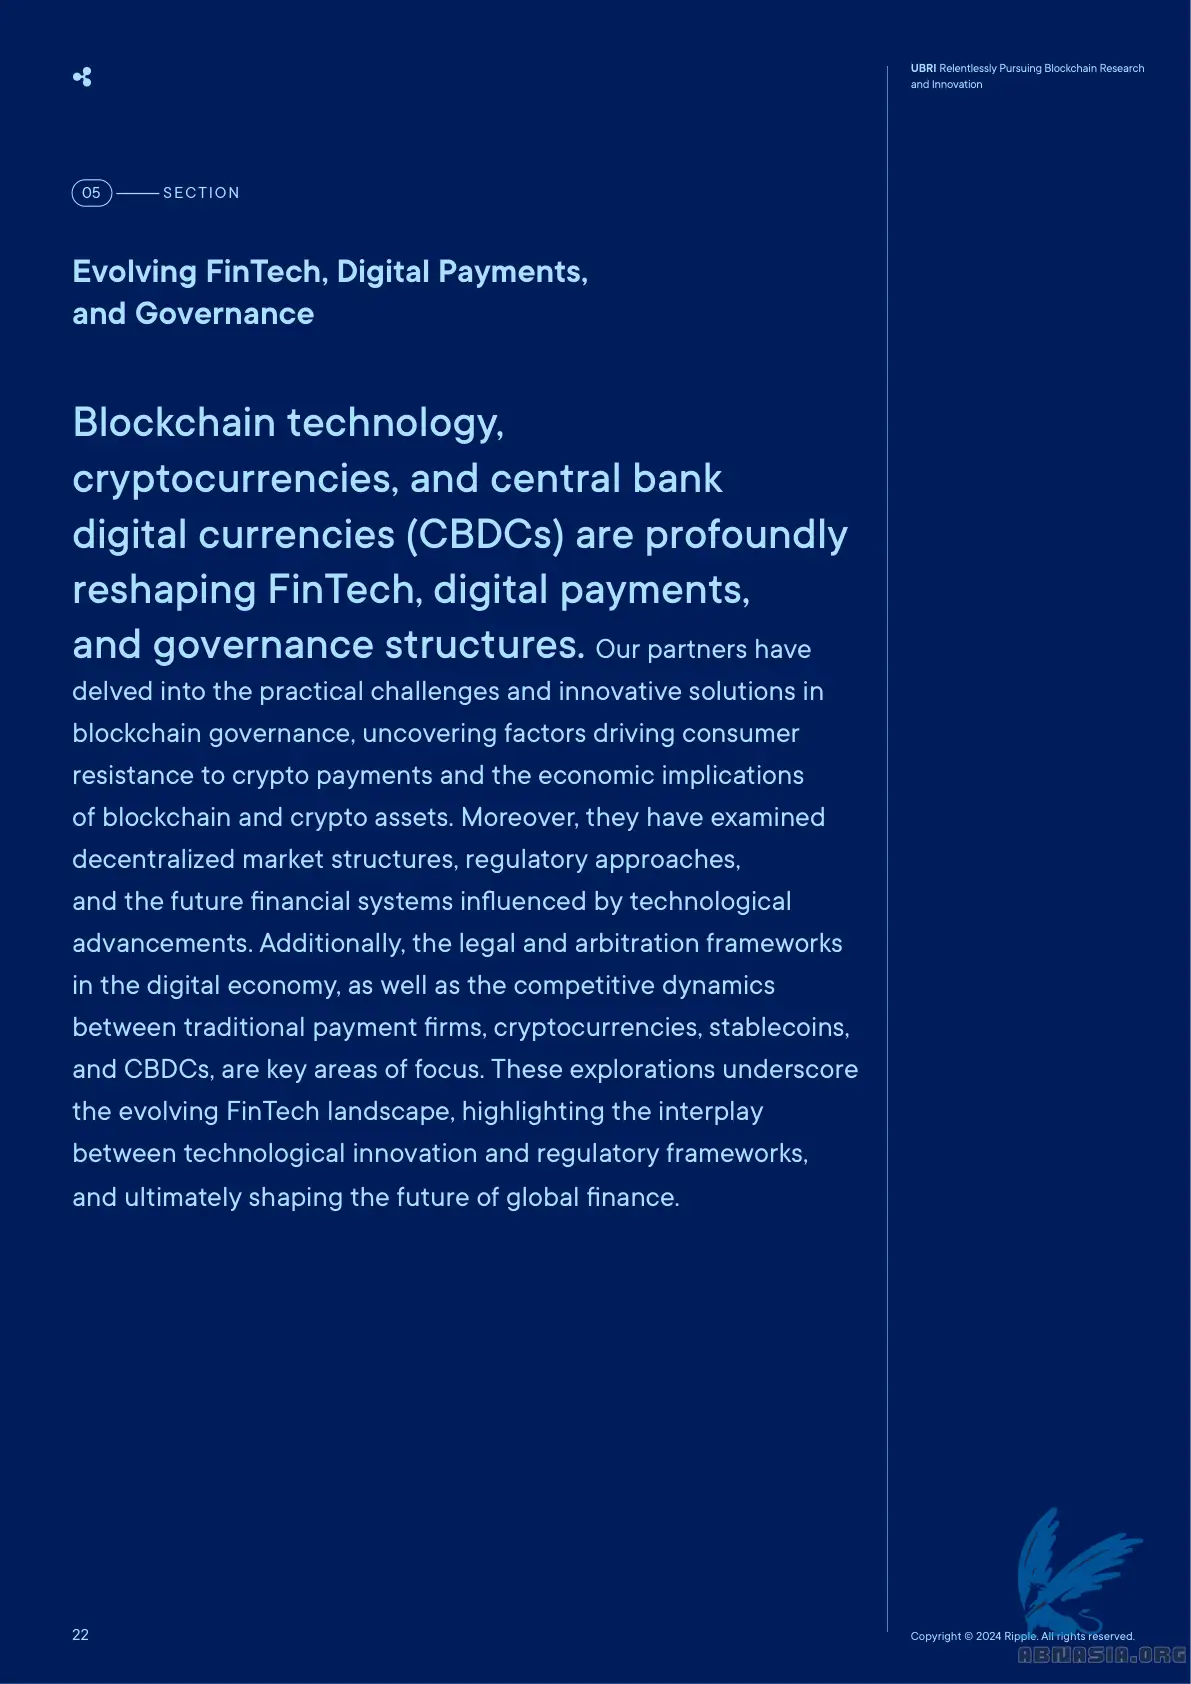 UBRI Relentlessly Pursuing Blockchain Research
and Innovation
05 SECTION
Evolving FinTech, Digital Payments,
and Governance
Blockchain technology,
cryptocurrencies, and central bank
digital currencies (CBDCs) are profoundly
reshaping FinTech, digital payments,
and governance structures. Our partners have
delved into the practical challenges and innovative solutions in
blockchain governance, uncovering factors driving consumer
resistance to crypto payments and the economic implications
of blockchain and crypto assets. Moreover, they have examined
decentralized market structures, regulatory approaches,
and the future financial systems influenced by technological
advancements. Additionally, the legal and arbitration frameworks
in the digital economy, as well as the competitive dynamics
between traditional payment firms, cryptocurrencies, stablecoins,
and CBDCs, are key areas of focus. These explorations underscore
the evolving FinTech landscape, highlighting the interplay
between technological innovation and regulatory frameworks,
and ultimately shaping the future of global finance.
22
Copyright © 2024 Ripple. All rights reserved.
ABNASIA.ORG